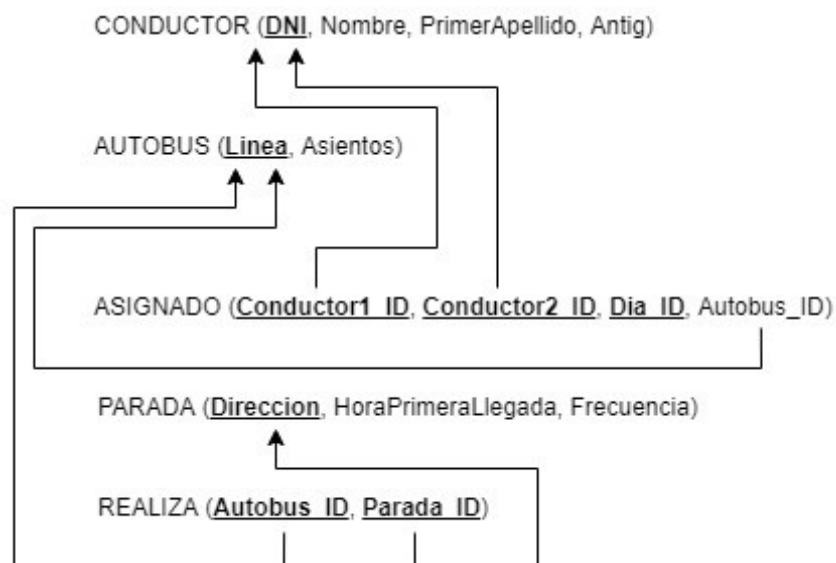 CONDUCTOR (DNI, Nombre, PrimerApellido, Antig)
AUTOBUS (Linea, Asientos)
ASIGNADO (Conductor1_ID, Conductor2_ID, Dia_ID, Autobus_ID)
PARADA (Direccion, HoraPrimeraLlegada, Frecuencia)
REALIZA (Autobus_ID, Parada_ID)